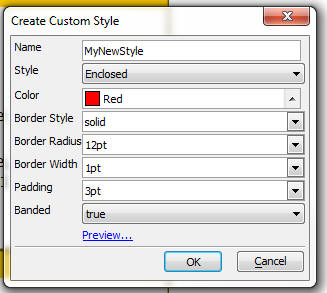 Create Custom Style
Name MyNewStyle
Style Enclosed
Color Red
Border Style solid
Border Radius 12pt
Border Width 1pt
Padding 3pt
Banded true
Preview...
OK Cancel